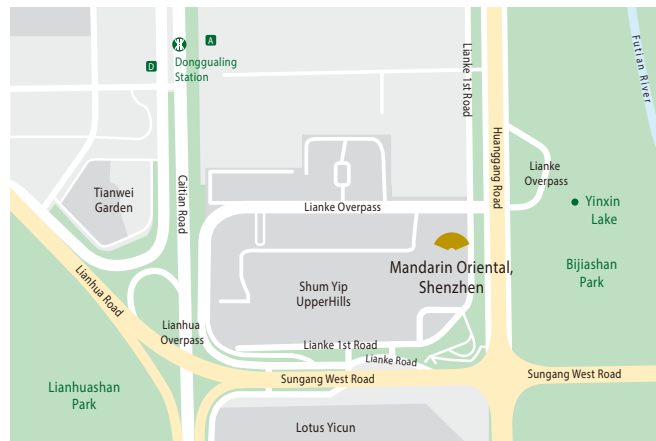 A
D
Donggualing
Station
Lianke 1st Road
Futian River
Huanggang Road
Caitian Road
Tianwei
Garden
Lianke Overpass
Lianke
Overpass
Yinxin
Lake
Mandarin Oriental,
Shenzhen
Bijiashan
Park
Lianhua Road
Shum Yip
UpperHills
Lianhua
Overpass
Lianke 1st Road
Lianke Road
Sungang West Road
Sungang West Road
Lianhuashan
Park
Lotus Yicun